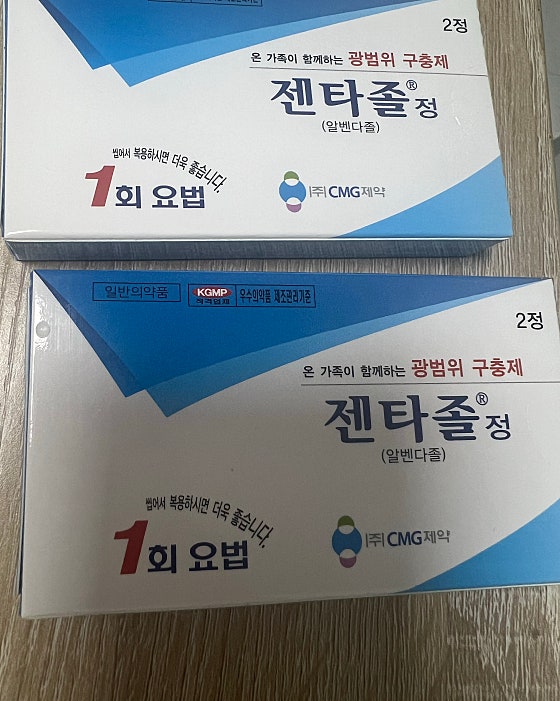 2정
온 가족이 함께하는 광범위 구충제
젠타졸® 정
(알벤다졸)
씹어서 복용하시면 더욱 좋습니다.
1회 요법
(주) CMG제약
일반의약품
KGMP
적격업체
우수의약품 제조관리기준
2정
온 가족이 함께하는 광범위 구충제
젠타졸® 정
(알벤다졸)
씹어서 복용하시면 더욱 좋습니다.
1회 요법
(주) CMG제약